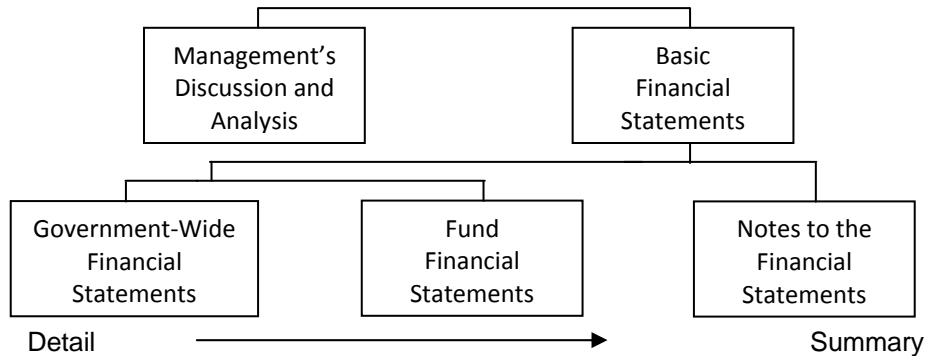 Management’s
Discussion and
Analysis
Basic
Financial
Statements
Government-Wide
Financial
Statements
Fund
Financial
Statements
Notes to the
Financial
Statements
Detail
Summary